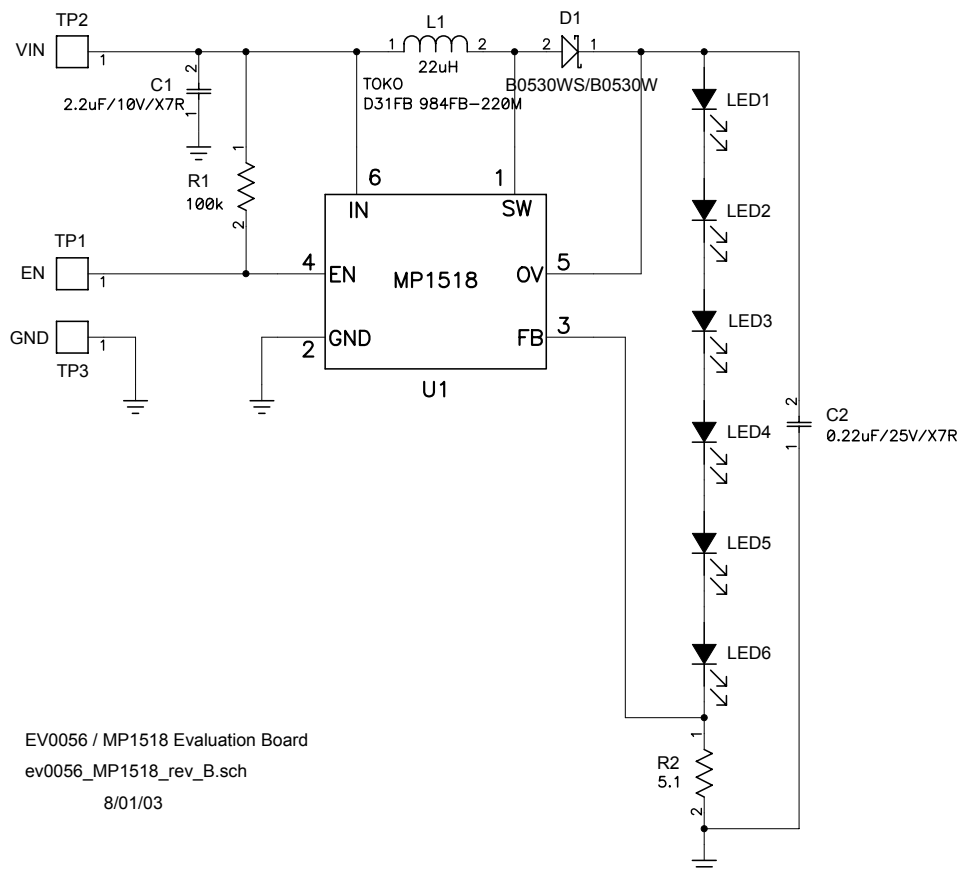 TP2
L1
D1
VIN
1
1
2
2
1
2
C1
2.2uF/10V/X7R
1
22uH
TOKO
D31FB 984FB-220M
B0530WS/B0530W
LED1
1
R1
100k
2
6
1
IN
SW
LED2
TP1
EN
1
4
EN
MP1518
OV
5
GND
1
TP3
2
GND
FB
3
LED3
U1
2
C2
0.22uF/25V/X7R
1
LED4
LED5
LED6
EV0056 / MP1518 Evaluation Board
ev0056_MP1518_rev_B.sch
8/01/03
1
R2
5.1
2